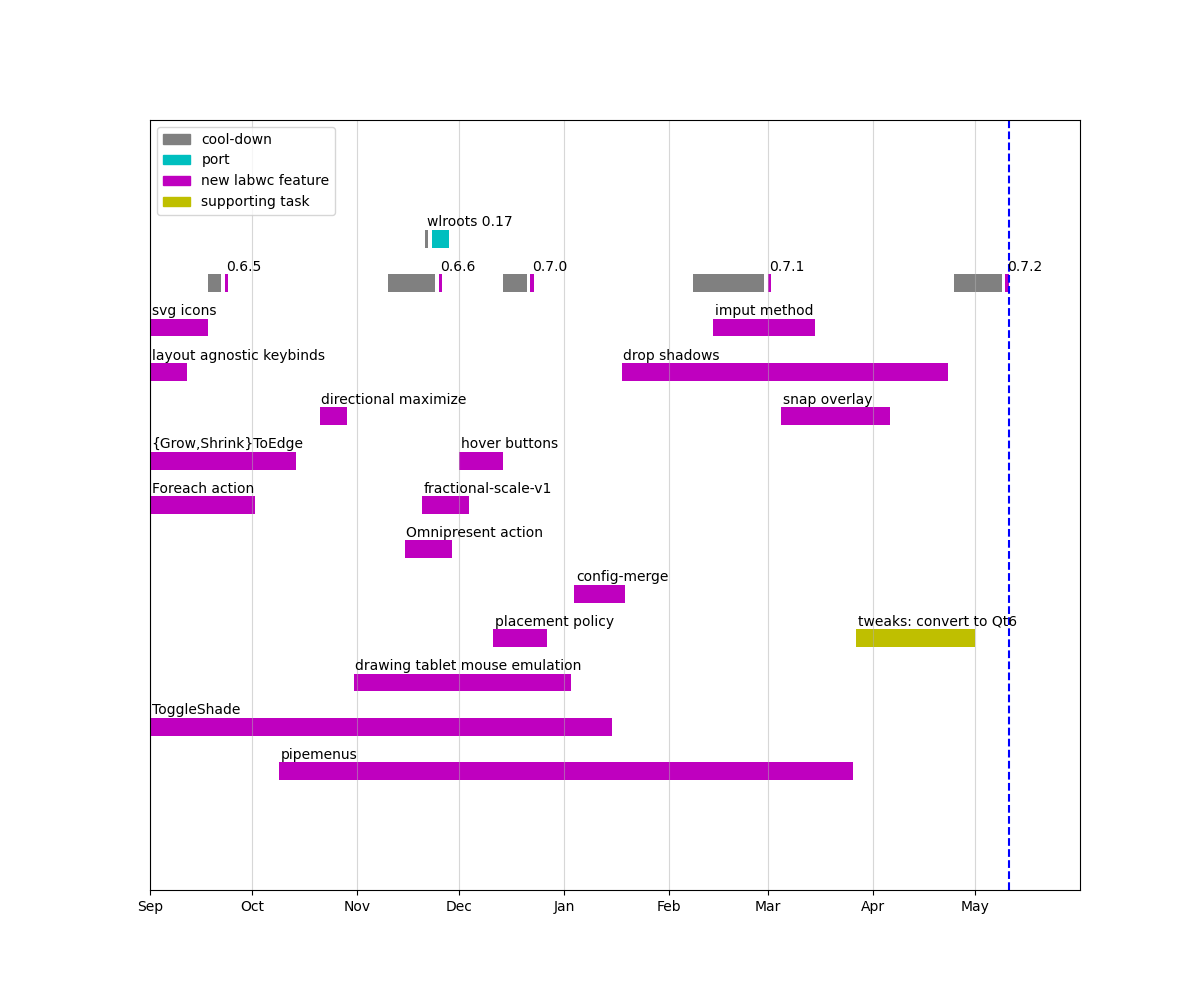 cool-down
port
new labwc feature
supporting task
wlroots 0.17
0.6.5
0.6.6
0.7.0
0.7.1
0.7.2
svg icons
imput method
layout agnostic keybinds
drop shadows
directional maximize
snap overlay
{Grow,Shrink}ToEdge
hover buttons
Foreach action
fractional-scale-v1
Omnipresent action
config-merge
placement policy
tweaks: convert to Qt6
drawing tablet mouse emulation
ToggleShade
pipemenus
Sep Oct Nov Dec Jan Feb Mar Apr May